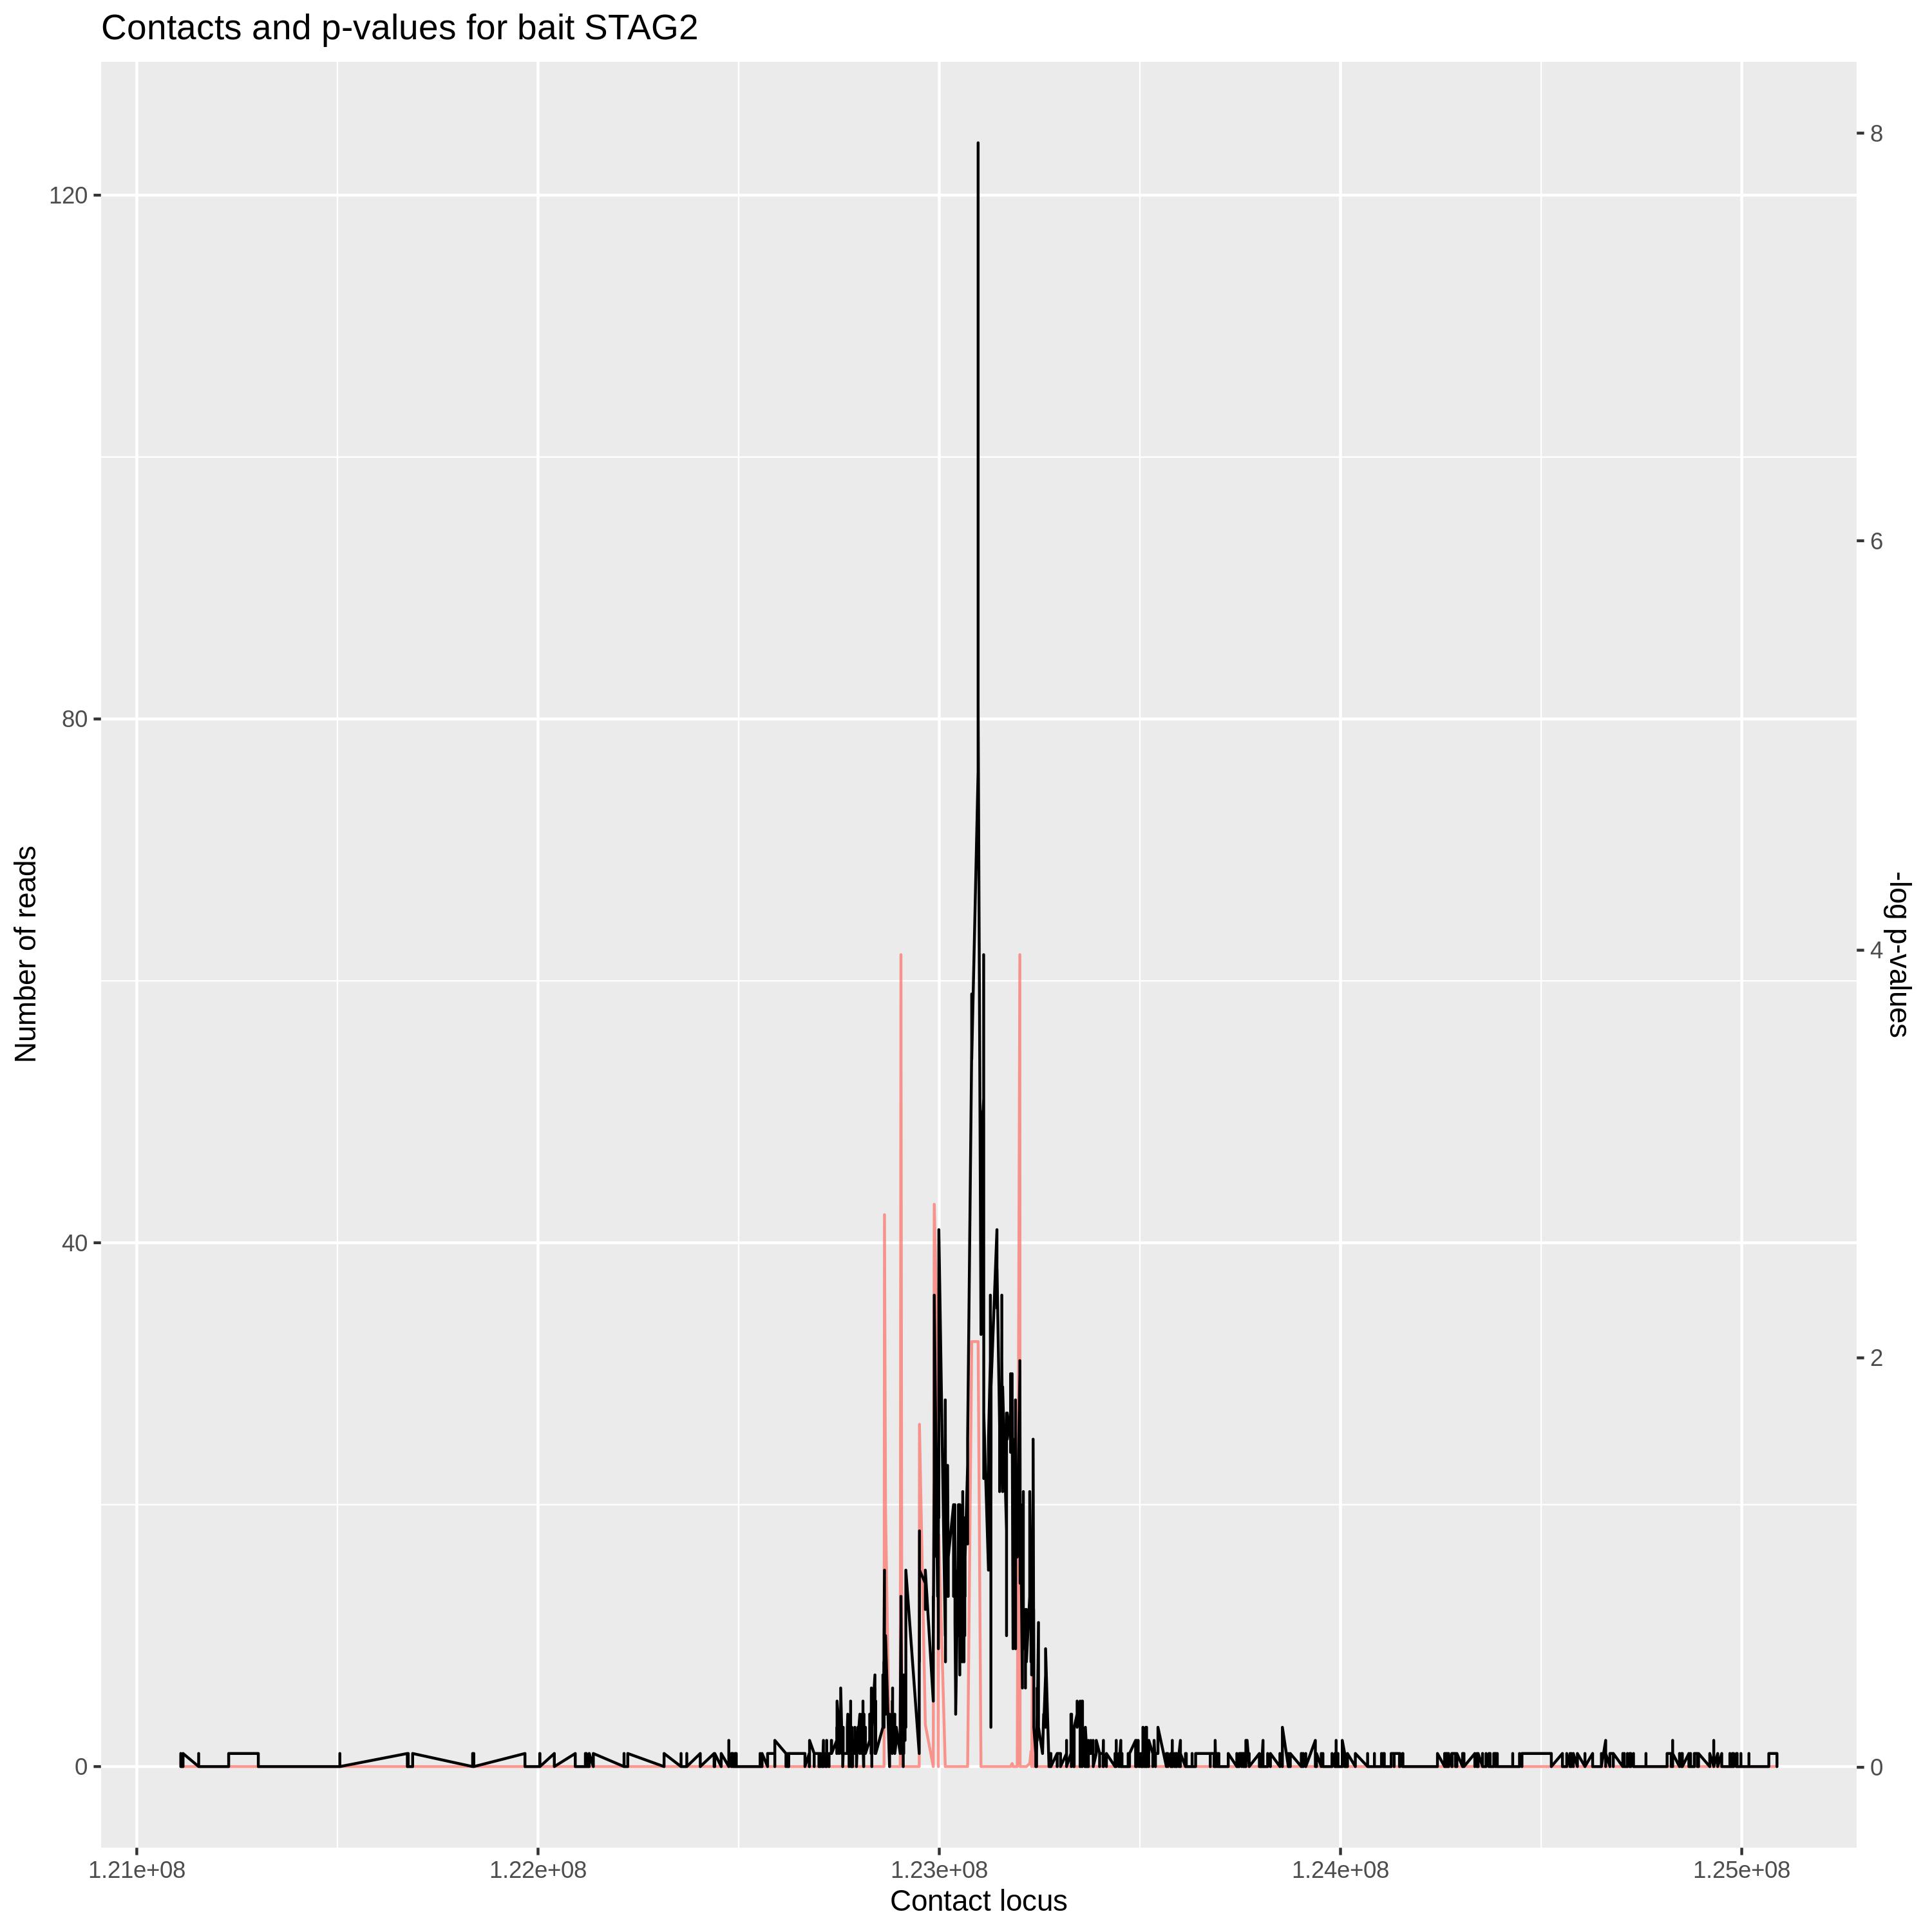 Contacts and p-values for bait STAG2
120
80
40
0
Number of reads
8
6
4
2
0
-log p-values
1.21e+08
1.22e+08
1.23e+08
1.24e+08
1.25e+08
Contact locus